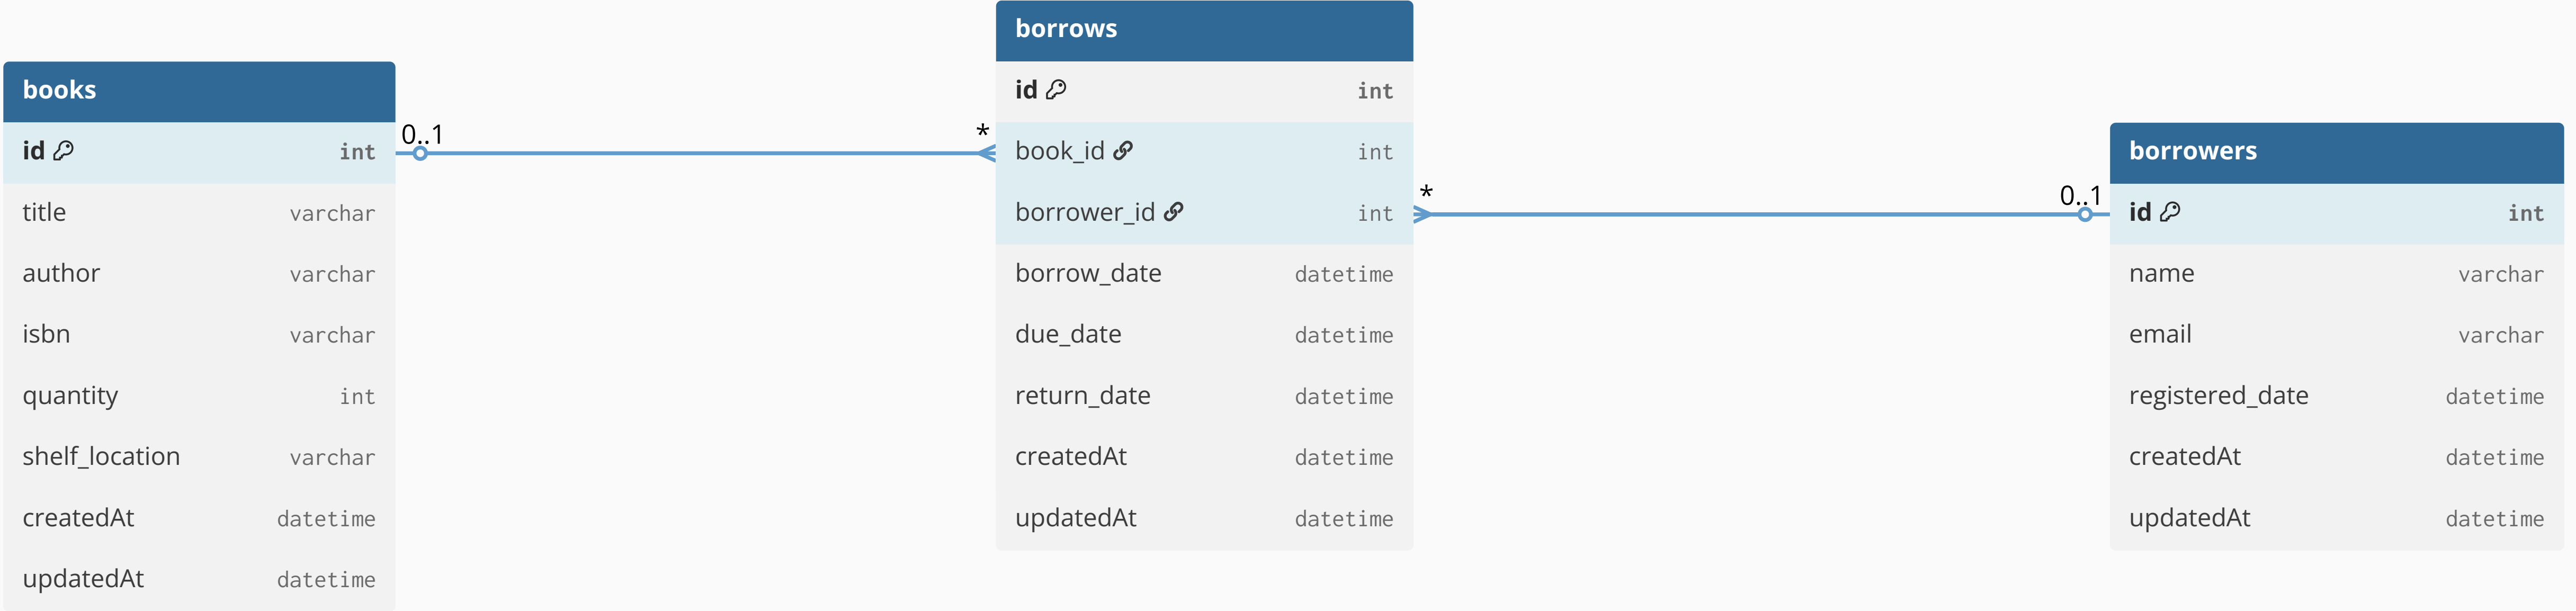 books
id int
title varchar
author varchar
isbn varchar
quantity int
shelf_location varchar
createdAt datetime
updatedAt datetime
0..1
*
borrows
id int
book_id int
borrower_id int
borrow_date datetime
due_date datetime
return_date datetime
createdAt datetime
updatedAt datetime
*
0..1
borrowers
id int
name varchar
email varchar
registered_date datetime
createdAt datetime
updatedAt datetime